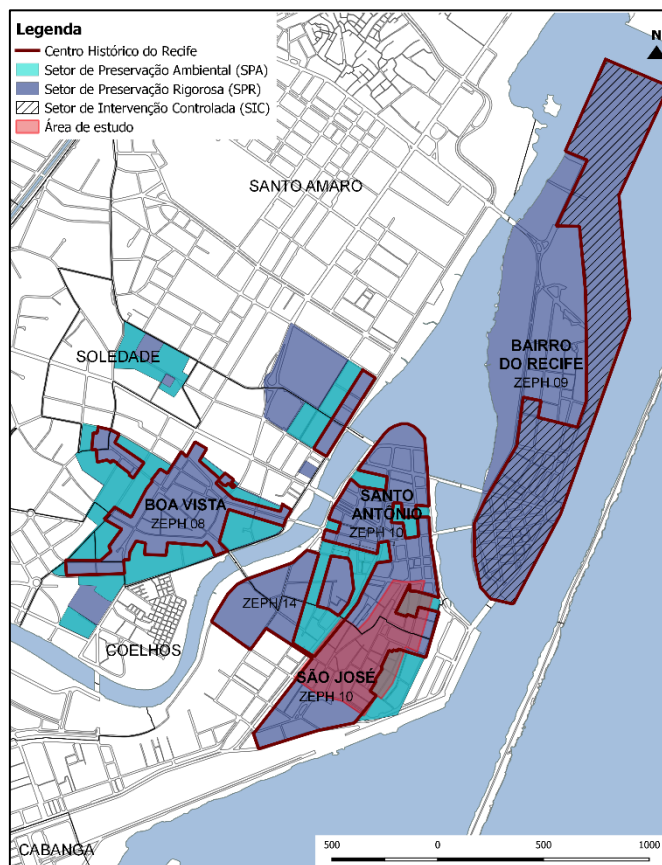 Legenda
Centro Histórico do Recife
Setor de Preservação Ambiental (SPA)
Setor de Preservação Rigorosa (SPR)
Setor de Intervenção Controlada (SIC)
Área de estudo
N
SANTO AMARO
SOLEDADE
BAIRRO
DO RECIFE
ZEPH 09
BOA VISTA
ZEPH 08
SANTO
ANTÔNIO
ZEPH 10
ZEPH 14
COELHOS
SÃO JOSÉ
ZEPH 10
CABANGA
500 0 500 1000